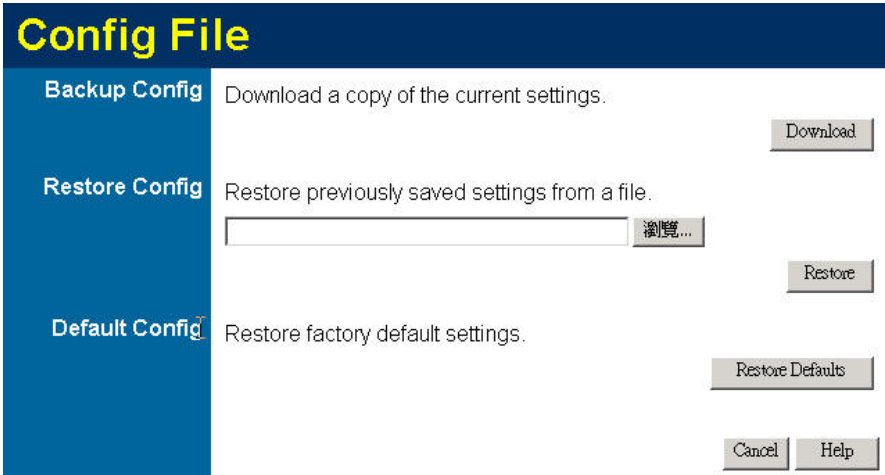 Config File
Backup Config
Download a copy of the current settings.
Download
Restore Config
Restore previously saved settings from a file.
瀏覽...
Restore
Default Config
Restore factory default settings.
Restore Defaults
Cancel
Help